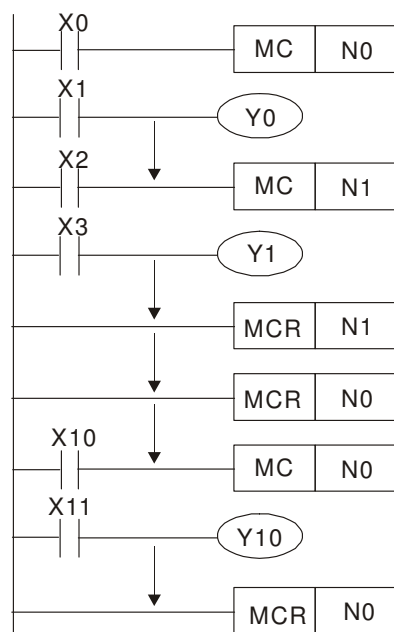 X0
MC N0
X1
Y0
X2
MC N1
X3
Y1
MCR N1
MCR N0
X10
MC N0
X11
Y10
MCR N0